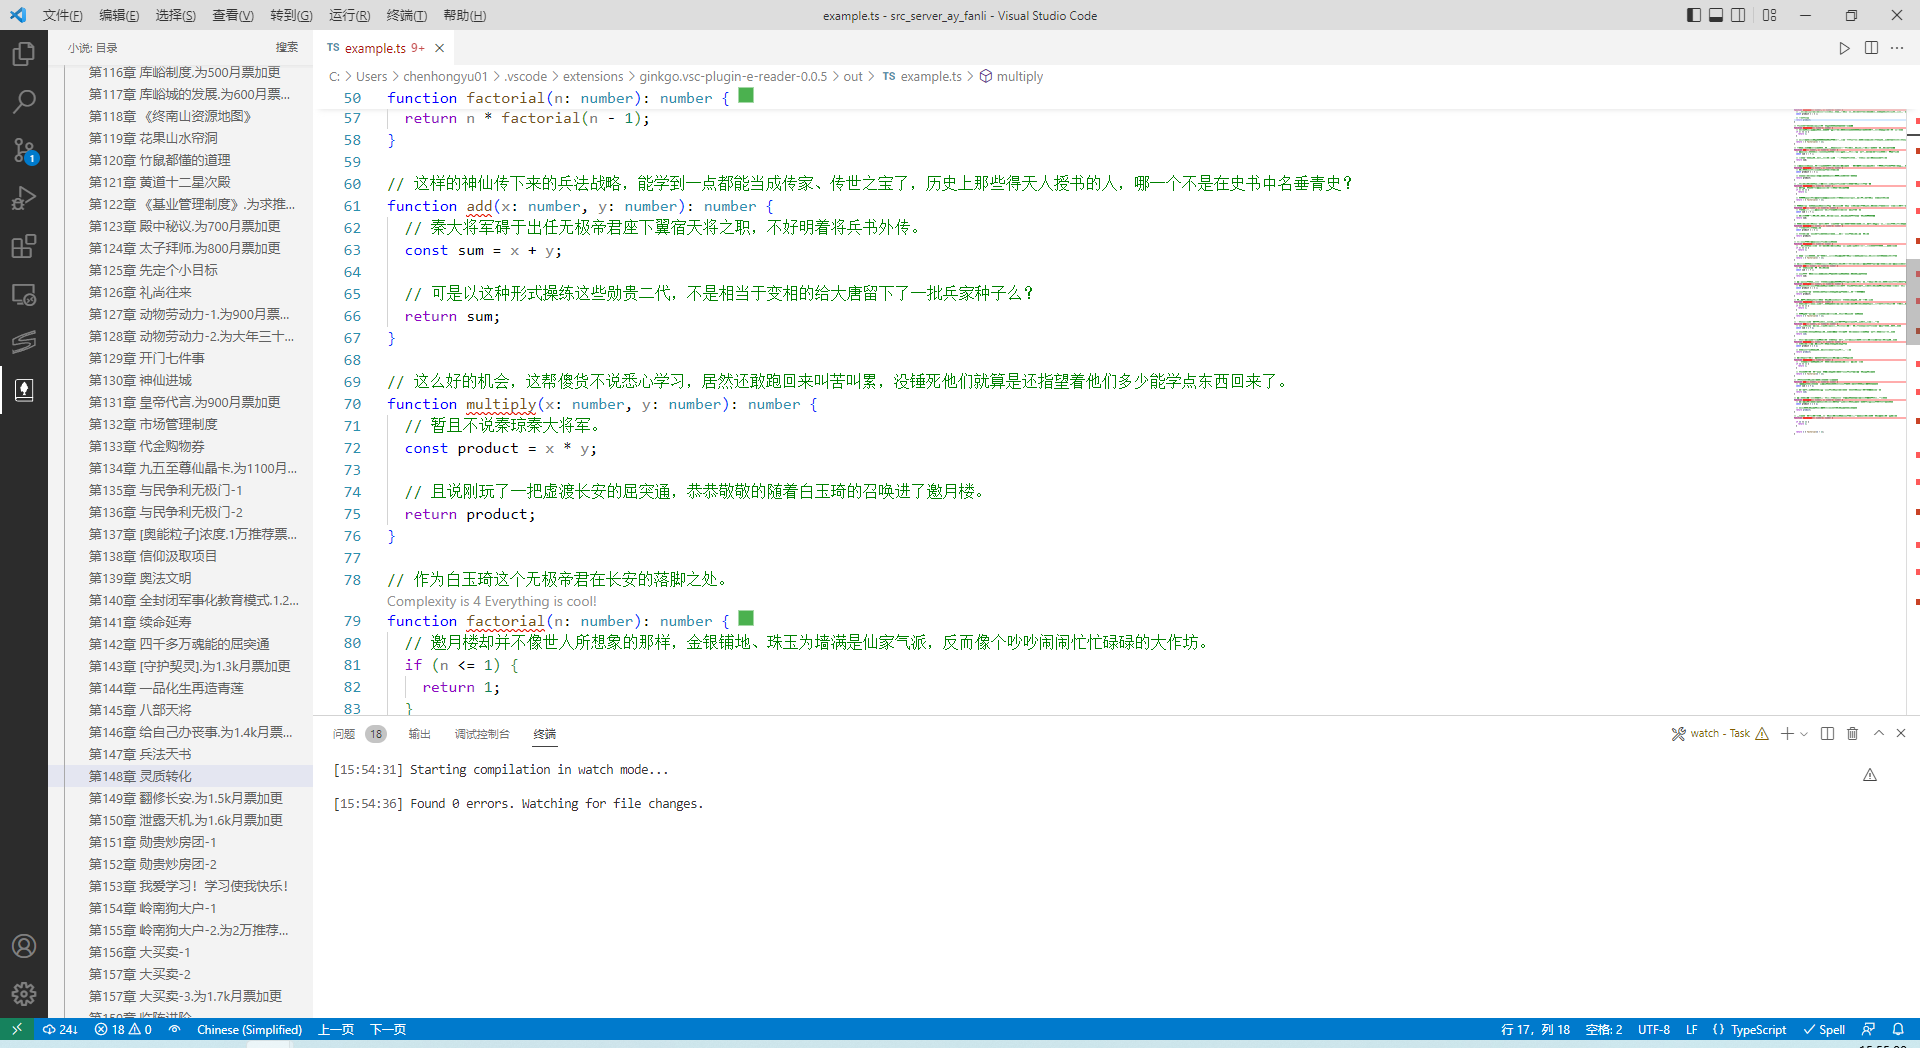 文件(F) 编辑(E) 选择(S) 查看(V) 转到(G) 运行(R) 终端(T) 帮助(H)
example.ts - src_server_ay_fanli - Visual Studio Code
小说: 目录 搜索
第116章 库峪制度.为500月票加更
第117章 库峪城的发展.为600月票...
第118章 《终南山资源地图》
第119章 花果山水帘洞
第120章 竹鼠都懂的道理
第121章 黄道十二星次殿
第122章 《基业管理制度》.为求推...
第123章 殿中秘议.为700月票加更
第124章 太子拜师.为800月票加更
第125章 先定个小目标
第126章 礼尚往来
第127章 动物劳动力-1.为900月票...
第128章 动物劳动力-2.为大年三十...
第129章 开门七件事
第130章 神仙进城
第131章 皇帝代言.为900月票加更
第132章 市场管理制度
第133章 代金购物券
第134章 九五至尊仙晶卡.为1100月...
第135章 与民争利无极门-1
第136章 与民争利无极门-2
第137章 [奥能粒子]浓度.1万推荐票...
第138章 信仰汲取项目
第139章 奥法文明
第140章 全封闭军事化教育模式.1.2...
第141章 续命延寿
第142章 四千多万魂能的屈突通
第143章 [守护契灵].为1.3k月票加更
第144章 一品化生再造青莲
第145章 八部天将
第146章 给自己办丧事.为1.4k月票...
第147章 兵法天书
第148章 灵质转化
第149章 翻修长安.为1.5k月票加更
第150章 泄露天机.为1.6k月票加更
第151章 勋贵炒房团-1
第152章 勋贵炒房团-2
第153章 我爱学习！学习使我快乐！
第154章 岭南狗大户-1
第155章 岭南狗大户-2.为2万推荐...
第156章 大买卖-1
第157章 大买卖-2
第157章 大买卖-3.为1.7k月票加更
TS example.ts 9+
C: > Users > chenhongyu01 > .vscode > extensions > ginkgo.vsc-plugin-e-reader-0.0.5 > out > TS example.ts > multiply
50 function factorial(n: number): number {
57 return n * factorial(n - 1);
58 }
59
60 // 这样的神仙传下来的兵法战略，能学到一点都能当成传家、传世之宝了，历史上那些得天人授书的人，哪一个不是在史书中名垂青史？
61 function add(x: number, y: number): number {
62 // 秦大将军碍于出任无极帝君座下翼宿天将之职，不好明着将兵书外传。
63 const sum = x + y;
64
65 // 可是以这种形式操练这些勋贵二代，不是相当于变相的给大唐留下了一批兵家种子么？
66 return sum;
67 }
68
69 // 这么好的机会，这帮傻货不说悉心学习，居然还敢跑回来叫苦叫累，没锤死他们就算是还指望着他们多少能学点东西回来了。
70 function multiply(x: number, y: number): number {
71 // 暂且不说秦琼秦大将军。
72 const product = x * y;
73
74 // 且说刚玩了一把虚渡长安的屈突通，恭恭敬敬的随着白玉琦的召唤进了邀月楼。
75 return product;
76 }
77
78 // 作为白玉琦这个无极帝君在长安的落脚之处。
Complexity is 4 Everything is cool!
79 function factorial(n: number): number {
80 // 邀月楼却并不像世人所想象的那样，金银铺地、珠玉为墙满是仙家气派，反而像个吵吵闹闹忙忙碌碌的大作坊。
81 if (n <= 1) {
82 return 1;
83 }
问题 18 输出 调试控制台 终端
watch - Task
[15:54:31] Starting compilation in watch mode...
[15:54:36] Found 0 errors. Watching for file changes.
1
24↓ 18 0 Chinese (Simplified) 上一页 下一页
行 17，列 18 空格: 2 UTF-8 LF {} TypeScript Spell